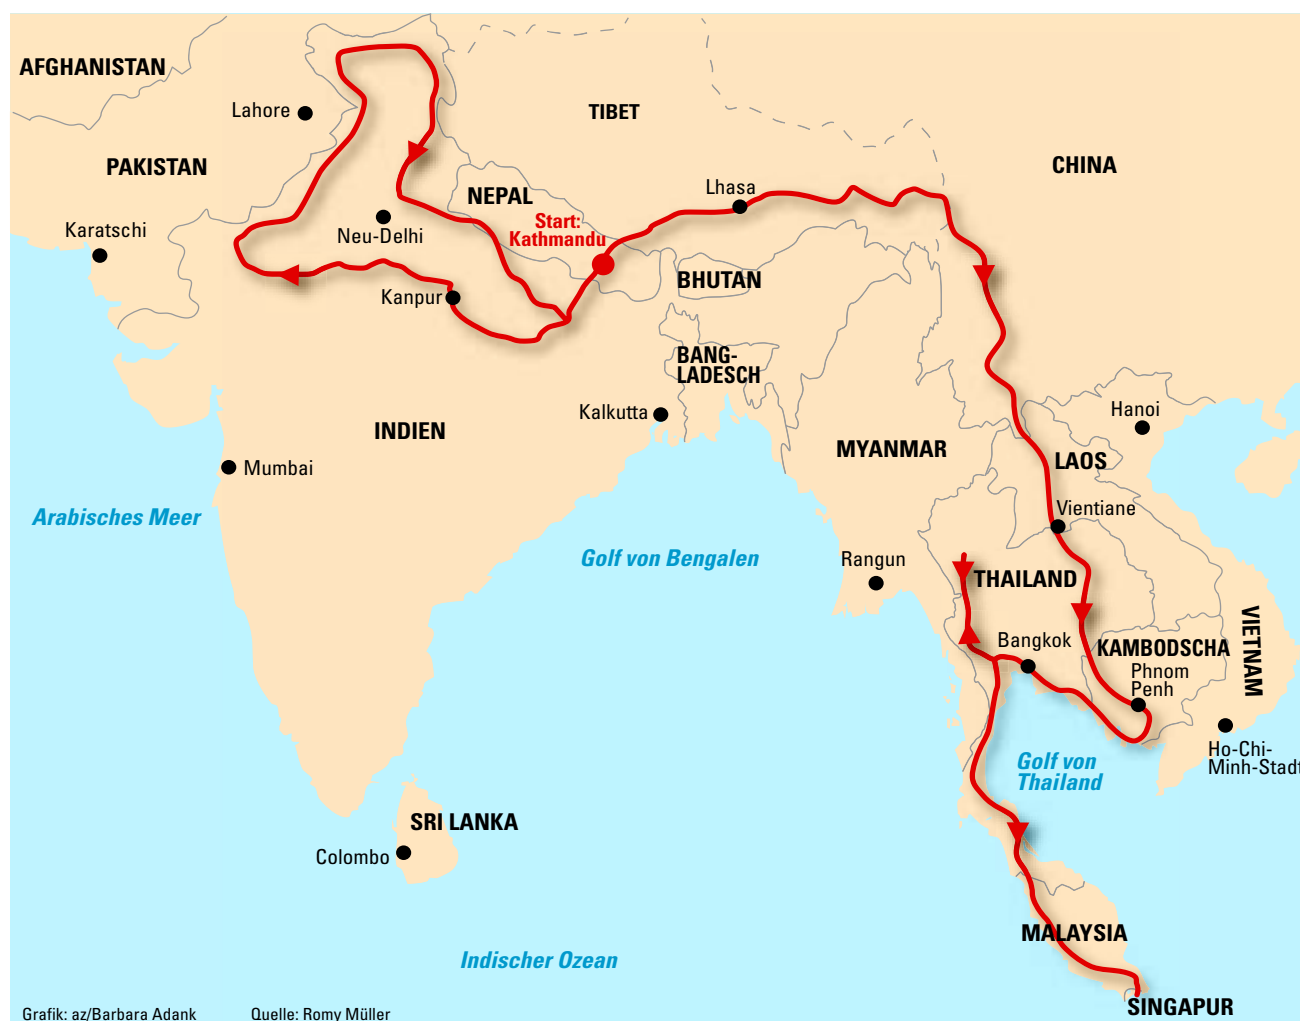 AFGHANISTAN
Lahore
TIBET
PAKISTAN
CHINA
NEPAL
Lhasa
Start:
Kathmandu
Karatschi
Neu-Delhi
BHUTAN
Kanpur
BANG-
LADESCH
Kalkutta
Hanoi
INDIEN
MYANMAR
LAOS
Mumbai
Vientiane
Arabisches Meer
Golf von Bengalen
Rangun
THAILAND
VIETNAM
Bangkok
KAMBODSCHA
Phnom
Penh
Ho-Chi-
Minh-Stadt
Golf von
Thailand
SRI LANKA
Colombo
MALAYSIA
Indischer Ozean
SINGAPUR
Grafik: az/Barbara Adank Quelle: Romy Müller